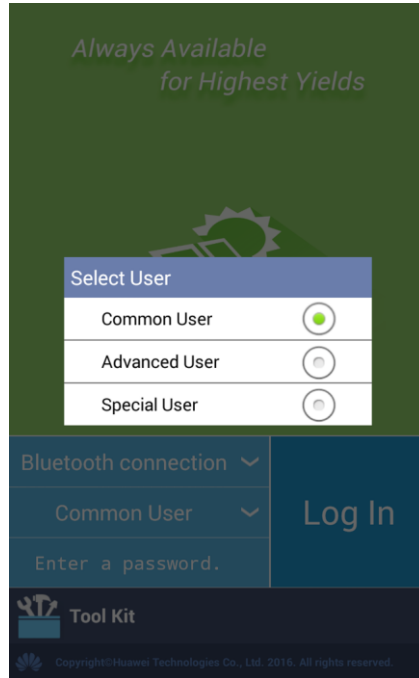 Always Available
for Highest Yields
Select User
Common User
Advanced User
Special User
Bluetooth connection
Common User
Log In
Enter a password.
Tool Kit
Copyright©Huawei Technologies Co., Ltd. 2016. All rights reserved.